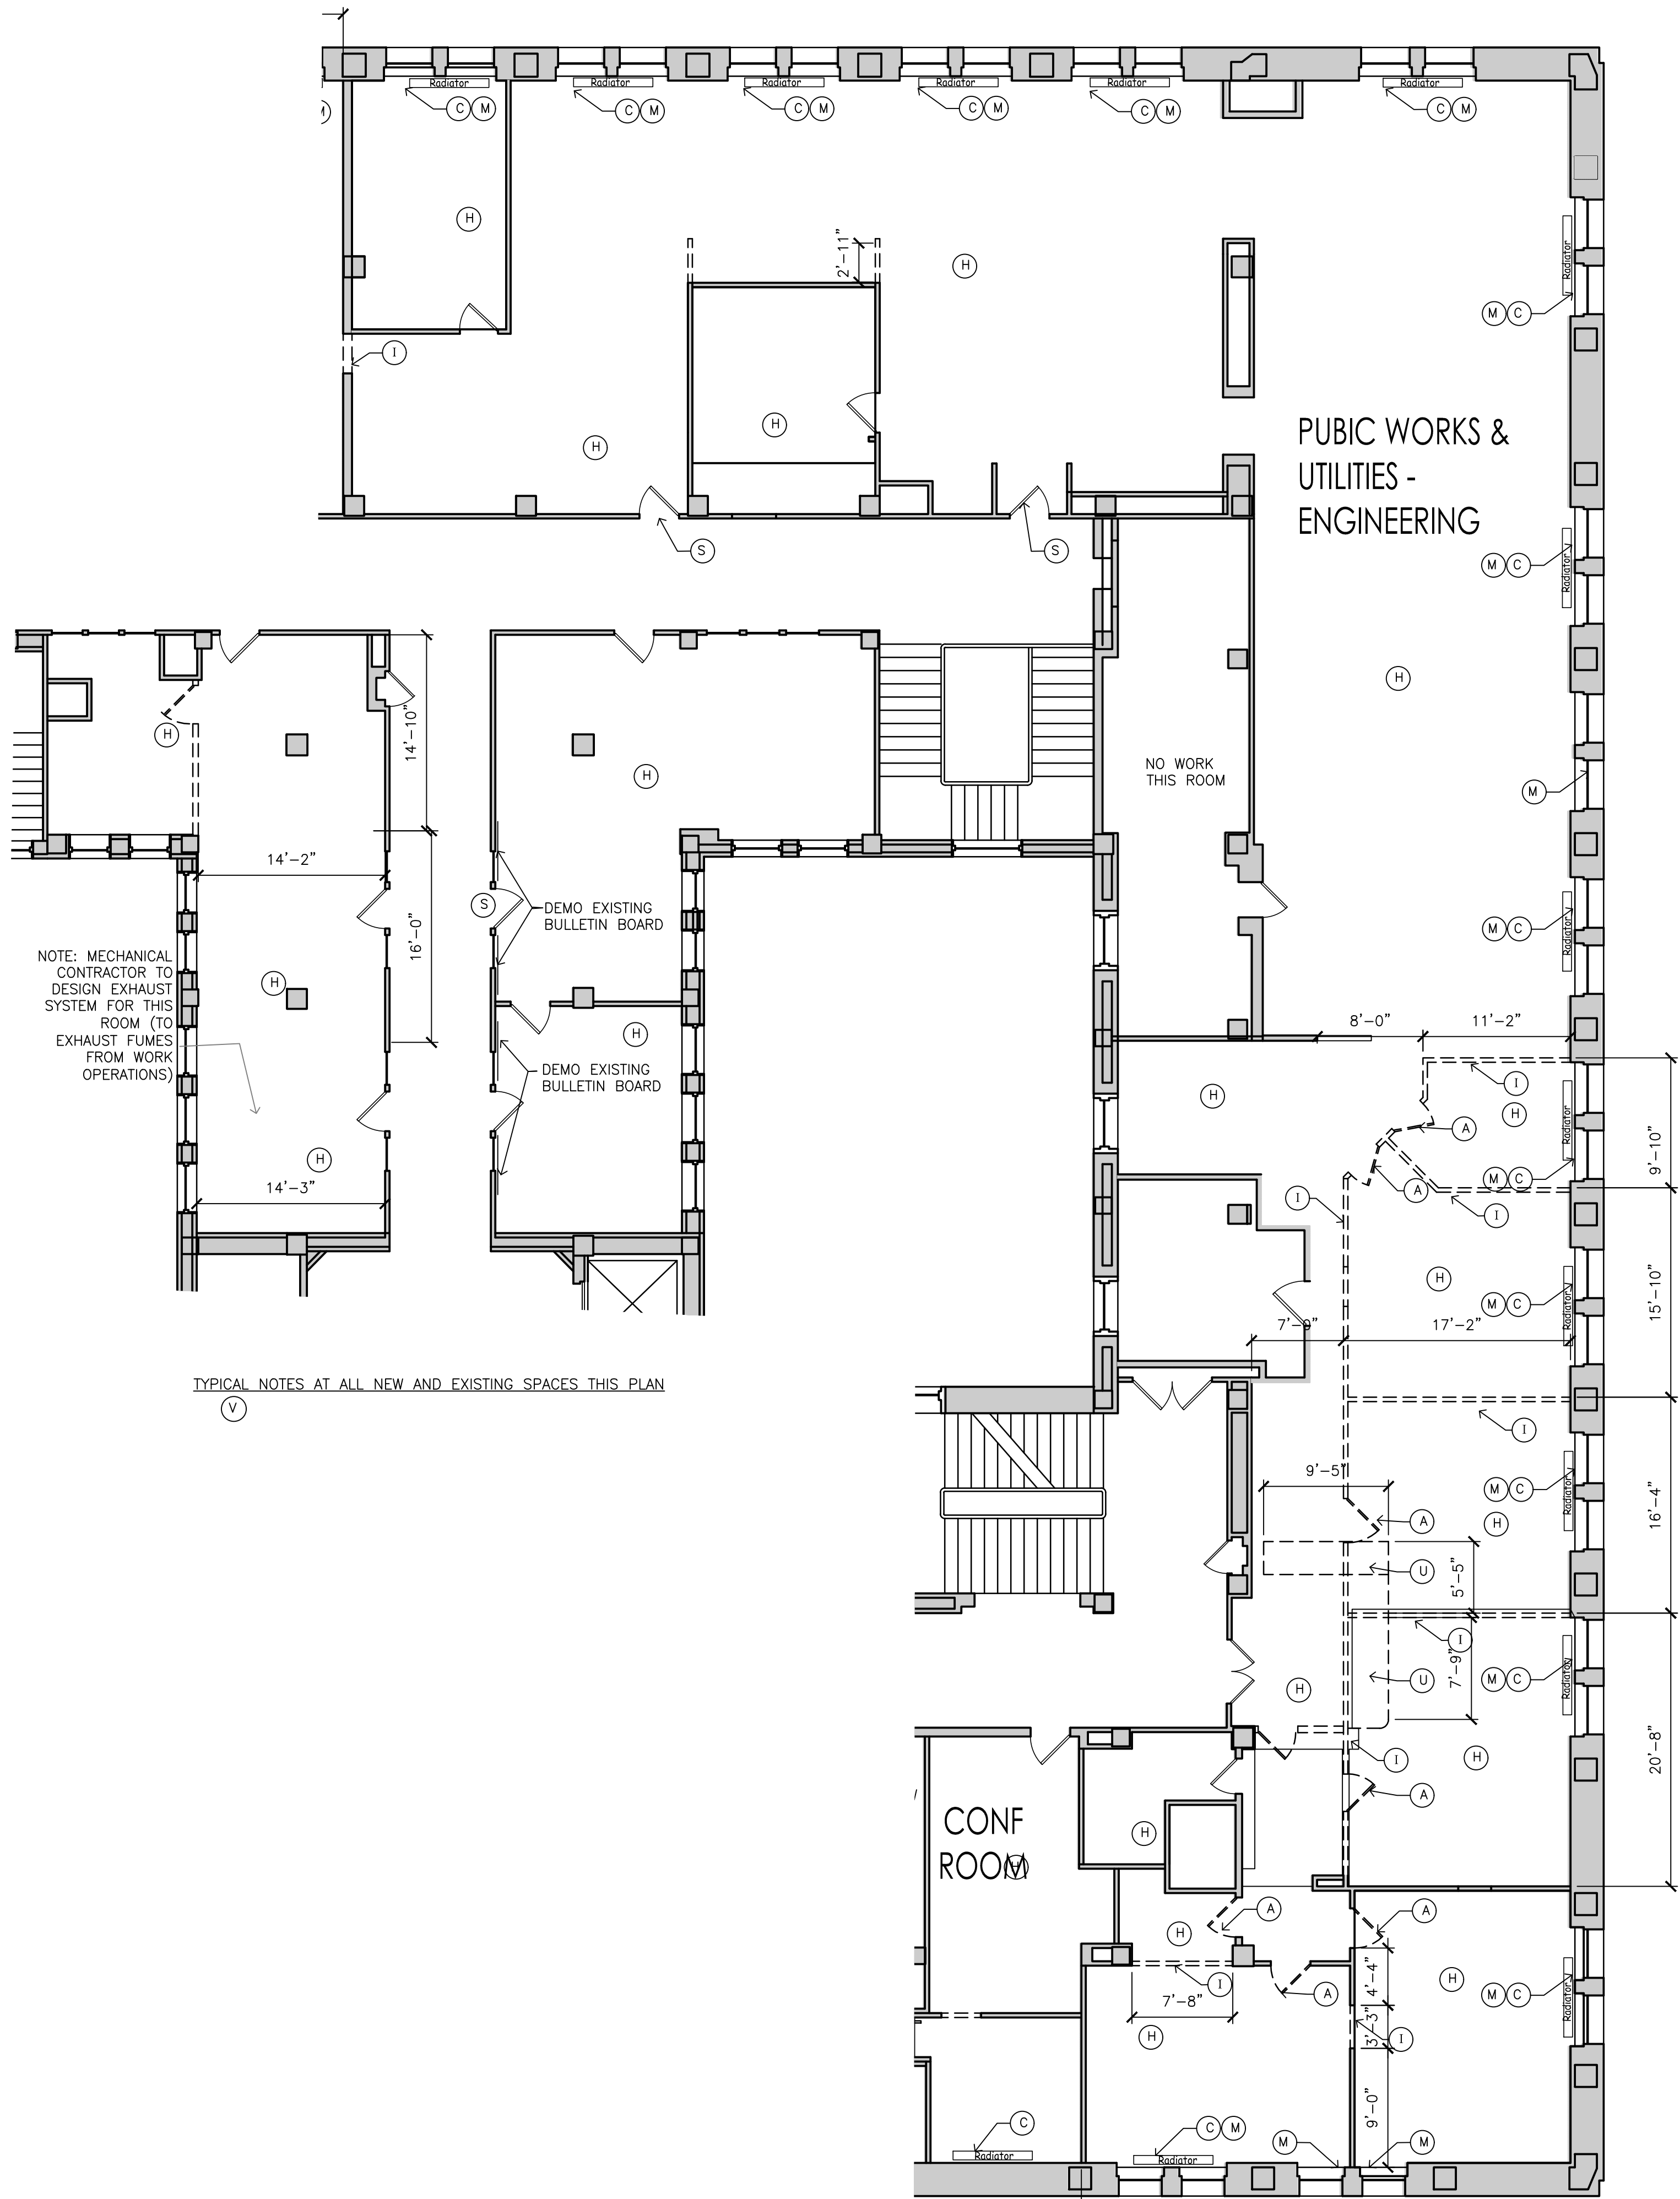 Radiator
Radiator
Radiator
Radiator
Radiator
Radiator
M
C M
C M
C M
C M
C M
C M
H
2'-11"
H
Radiator
M C
I
H
H
PUBIC WORKS &
UTILITIES -
ENGINEERING
S
S
M C
Radiator
H
H
14'-10"
H
NO WORK
THIS ROOM
M
14'-2"
S
DEMO EXISTING
BULLETIN BOARD
16'-0"
M C
Radiator
NOTE: MECHANICAL
CONTRACTOR TO
DESIGN EXHAUST
SYSTEM FOR THIS
ROOM (TO
EXHAUST FUMES
FROM WORK
OPERATIONS)
H
H
8'-0"
11'-2"
DEMO EXISTING
BULLETIN BOARD
I
H
H
A
Radiator
9'-10"
H
14'-3"
M C
A
I
I
H
M C
Radiator
15'-10"
7'-9"
17'-2"
TYPICAL NOTES AT ALL NEW AND EXISTING SPACES THIS PLAN
V
I
9'-5"
M C
Radiator
16'-4"
A
H
U
5'-5"
I
7'-9"
U
M C
Radiator
H
I
H
20'-8"
A
CONF
ROOM
H
H
A
A
H
H
I
7'-8"
A
4'-4"
3'-3"
I
M C
Radiator
H
9'-0"
C
Radiator
C M
Radiator
M
M